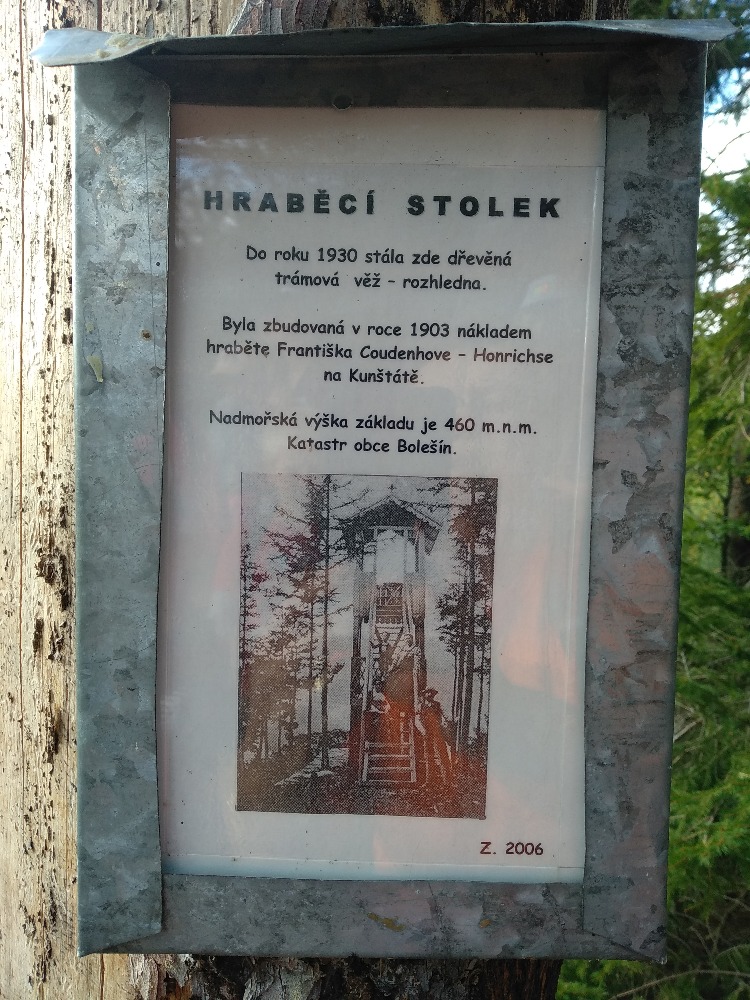 HRABĚCÍ STOLEK
Do roku 1930 stála zde dřevěná
trámová věž - rozhledna.
Byla zbudovaná v roce 1903 nákladem
hraběte Františka Coudenhove - Honrichse
na Kunštátě.
Nadmořská výška základu je 460 m.n.m.
Katastr obce Bolešín.
Z. 2006